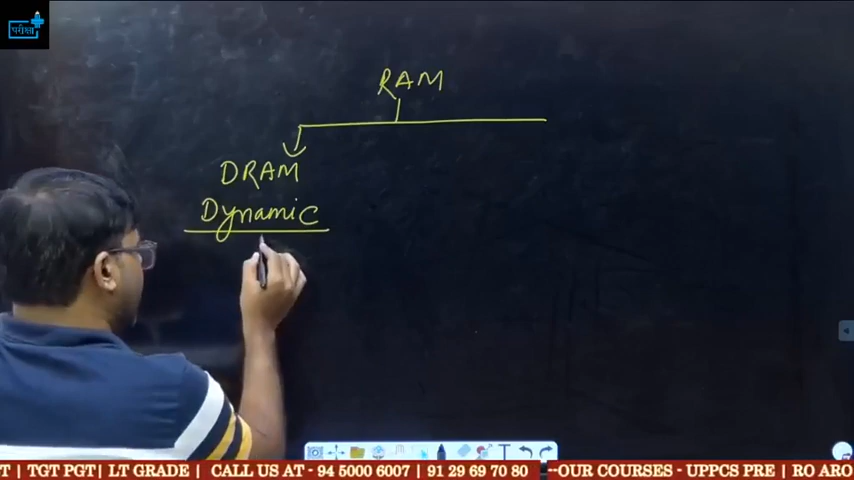 परीक्षा
RAM
DRAM
Dynamic
T | TGT PGT| LT GRADE | CALL US AT - 94 5000 6007 | 91 29 69 70 80 --OUR COURSES - UPPCS PRE | RO ARO